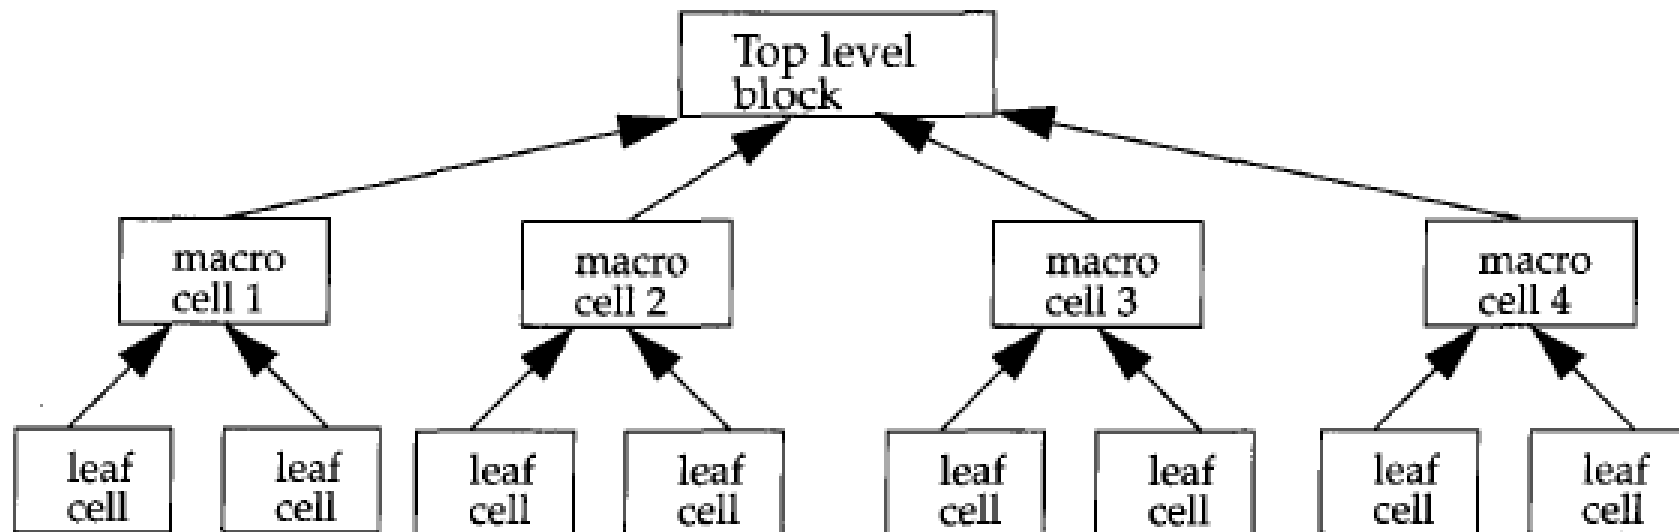 Top level
block
macro
cell 1
macro
cell 2
macro
cell 3
macro
cell 4
leaf
cell
leaf
cell
leaf
cell
leaf
cell
leaf
cell
leaf
cell
leaf
cell
leaf
cell